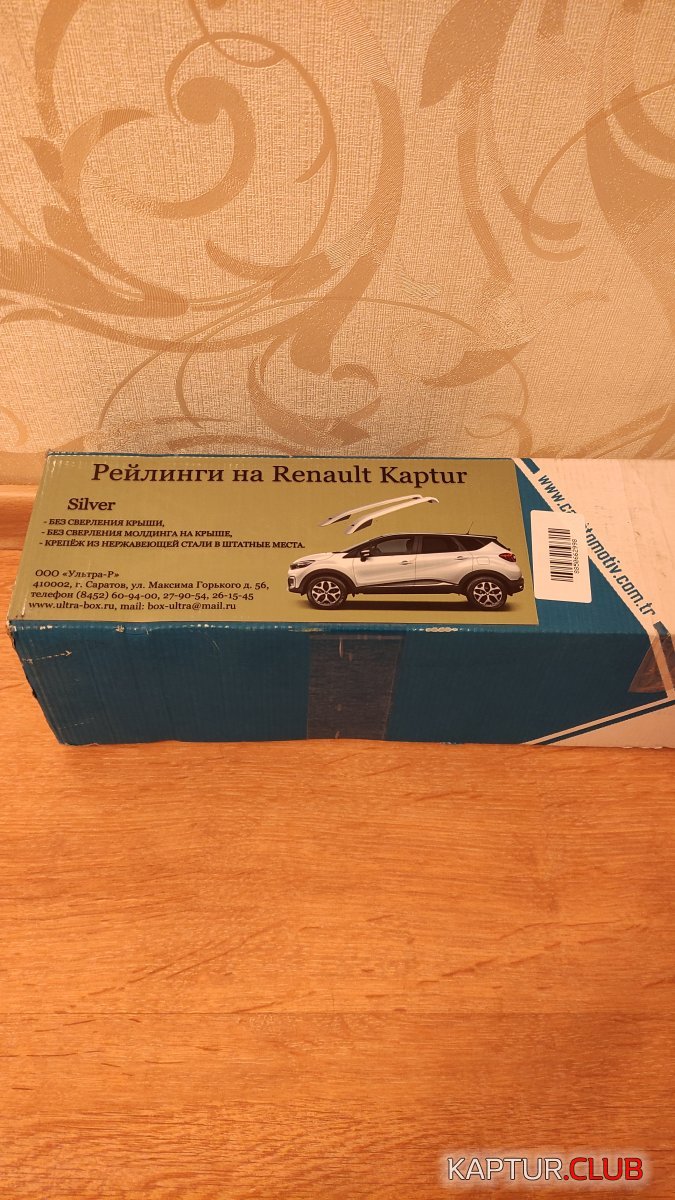 Рейлинги на Renault Kaptur
Silver
- БЕЗ СВЕРЛЕНИЯ КРЫШИ,
- БЕЗ СВЕРЛЕНИЯ МОЛДИНГА НА КРЫШЕ,
- КРЕПЁЖ ИЗ НЕРЖАВЕЮЩЕЙ СТАЛИ В ШТАТНЫЕ МЕСТА.
ООО «Ультра-Р»
410002, г. Саратов, ул. Максима Горького д. 56,
телефон (8452) 60-94-00, 27-90-54, 26-15-45
www.ultra-box.ru, mail: box-ultra@mail.ru
KAPTUR.CLUB